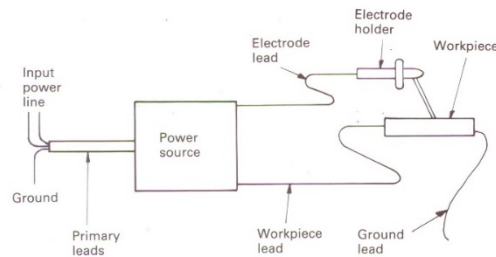 Electrode
holder
Electrode
lead
Workpiece
Input
power
line
Power
source
Ground
Primary
leads
Workpiece
lead
Ground
lead